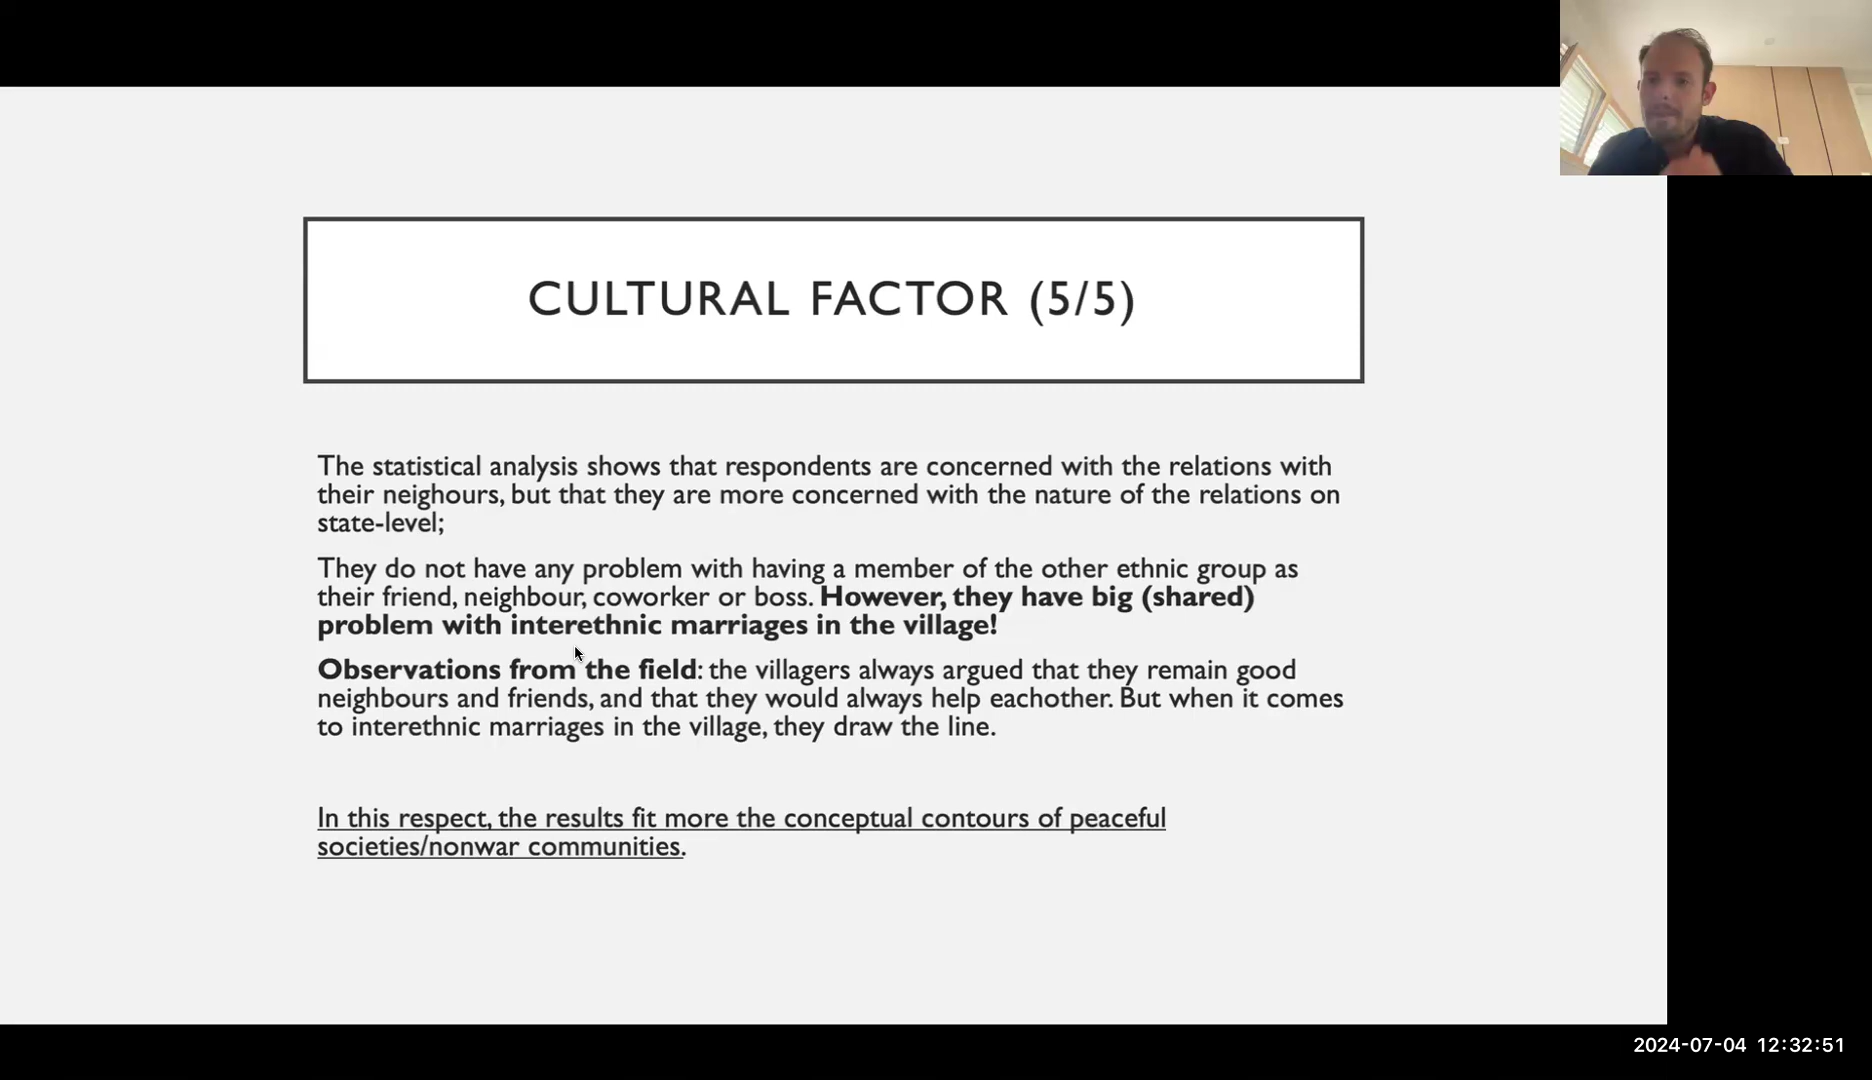 CULTURAL FACTOR (5/5)
The statistical analysis shows that respondents are concerned with the relations with
their neighours, but that they are more concerned with the nature of the relations on
state-level;
They do not have any problem with having a member of the other ethnic group as
their friend, neighbour, coworker or boss. However, they have big (shared)
problem with interethnic marriages in the village!
Observations from the field: the villagers always argued that they remain good
neighbours and friends, and that they would always help eachother. But when it comes
to interethnic marriages in the village, they draw the line.
In this respect, the results fit more the conceptual contours of peaceful
societies/nonwar communities.
2024-07-04 12:32:51